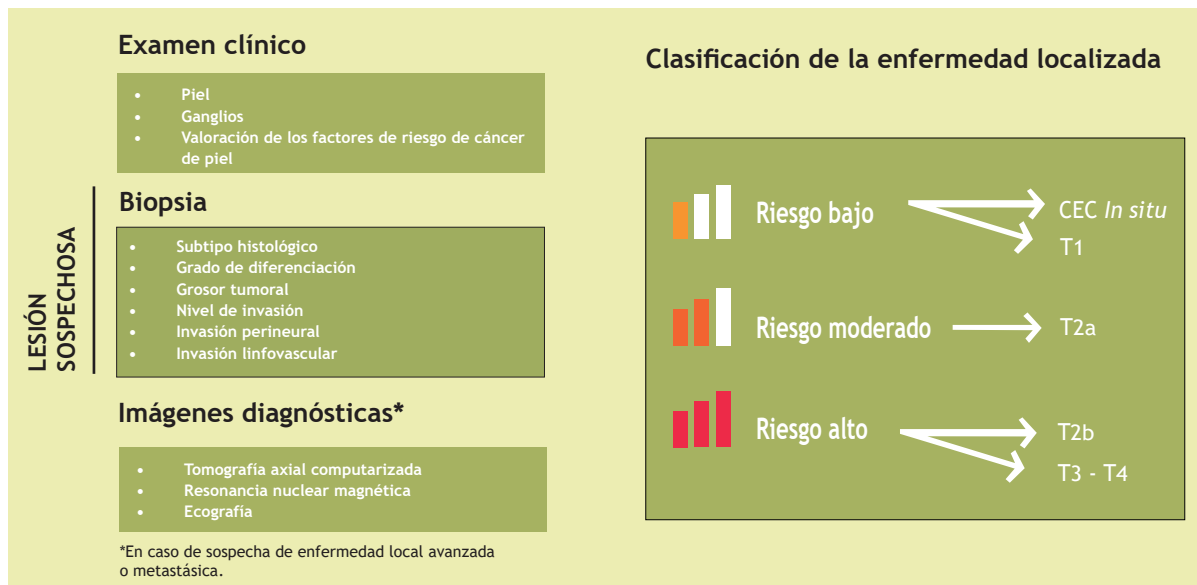 Examen clínico
• Piel
• Ganglios
• Valoración de los factores de riesgo de cáncer
de piel
LESIÓN
SOSPECHOSA
Biopsia
• Subtipo histológico
• Grado de diferenciación
• Grosor tumoral
• Nivel de invasión
• Invasión perineural
• Invasión linfovascular
Imágenes diagnósticas*
• Tomografía axial computarizada
• Resonancia nuclear magnética
• Ecografía
*En caso de sospecha de enfermedad local avanzada
o metastásica.
Clasificación de la enfermedad localizada
Riesgo bajo
CEC In situ
T1
Riesgo moderado
T2a
Riesgo alto
T2b
T3 - T4